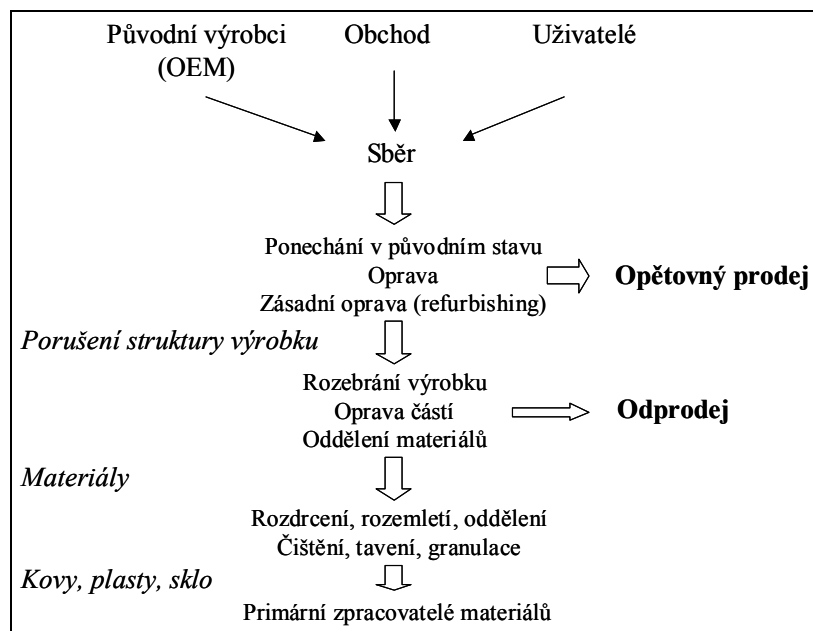 Původní výrobci
(OEM)
Obchod
Uživatelé
Sběr
Ponechání v původním stavu
Oprava
Zásadní oprava (refurbishing)
Opětovný prodej
Porušení struktury výrobku
Rozebrání výrobku
Oprava částí
Oddělení materiálů
Odprodej
Materiály
Rozdrcení, rozemletí, oddělení
Čištění, tavení, granulace
Kovy, plasty, sklo
Primární zpracovatelé materiálů